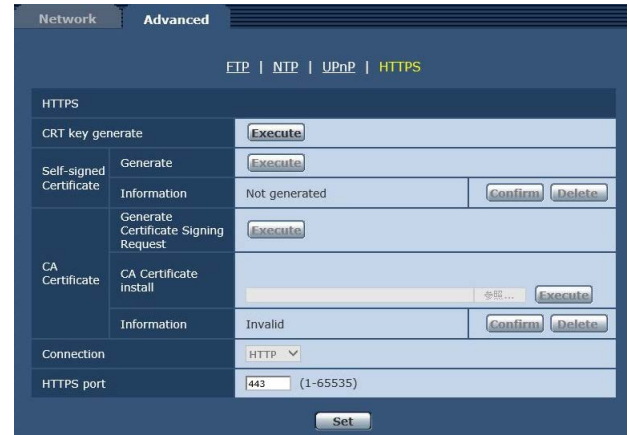 Network Advanced
FTP | NTP | UPnP | HTTPS
HTTPS
CRT key generate Execute
Self-signed Certificate
Generate Execute
Information Not generated Confirm Delete
CA Certificate
Generate Certificate Signing Request Execute
CA Certificate install 参照... Execute
Information Invalid Confirm Delete
Connection HTTP
HTTPS port 443 (1-65535)
Set